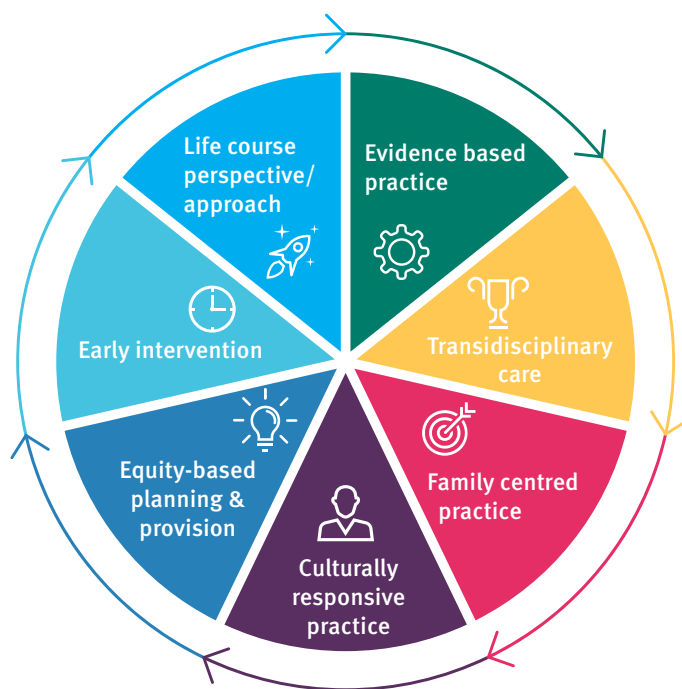 Life course
perspective/
approach
Evidence based
practice
Transidisciplinary
care
Family centred
practice
Culturally
responsive
practice
Equity-based
planning &
provision
Early intervention